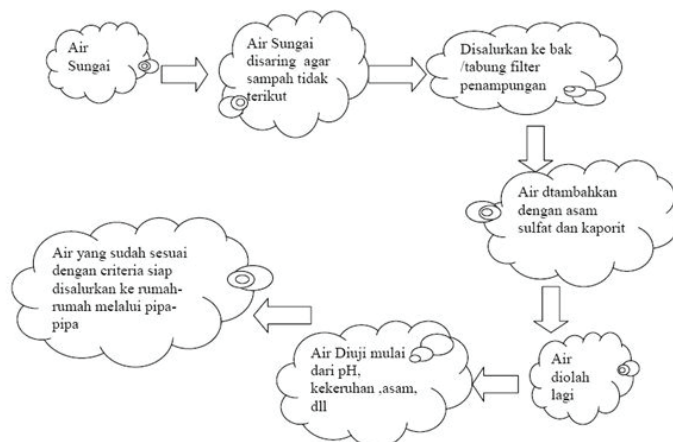 Air
Sungai
Air Sungai
disaring agar
sampah tidak
terikut
Disalurkan ke bak
/tabung filter
penampungan
Air dtambahkan
dengan asam
sulfat dan kaporit
Air
diolah
lagi
Air Diuji mulai
dari pH,
kekeruhan ,asam,
dll
Air yang sudah sesuai
dengan criteria siap
disalurkan ke rumah-
rumah melalui pipa-
pipa